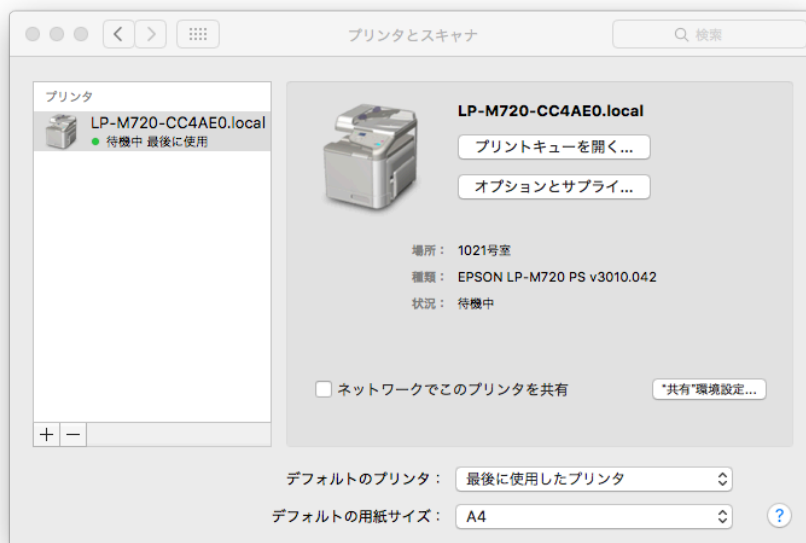 プリンタとスキャナ
検索
プリンタ
LP-M720-CC4AE0.local
待機中 最後に使用
LP-M720-CC4AE0.local
プリントキューを開く...
オプションとサプライ...
場所： 1021号室
種類： EPSON LP-M720 PS v3010.042
状況： 待機中
ネットワークでこのプリンタを共有
"共有"環境設定...
デフォルトのプリンタ： 最後に使用したプリンタ
デフォルトの用紙サイズ： A4
?